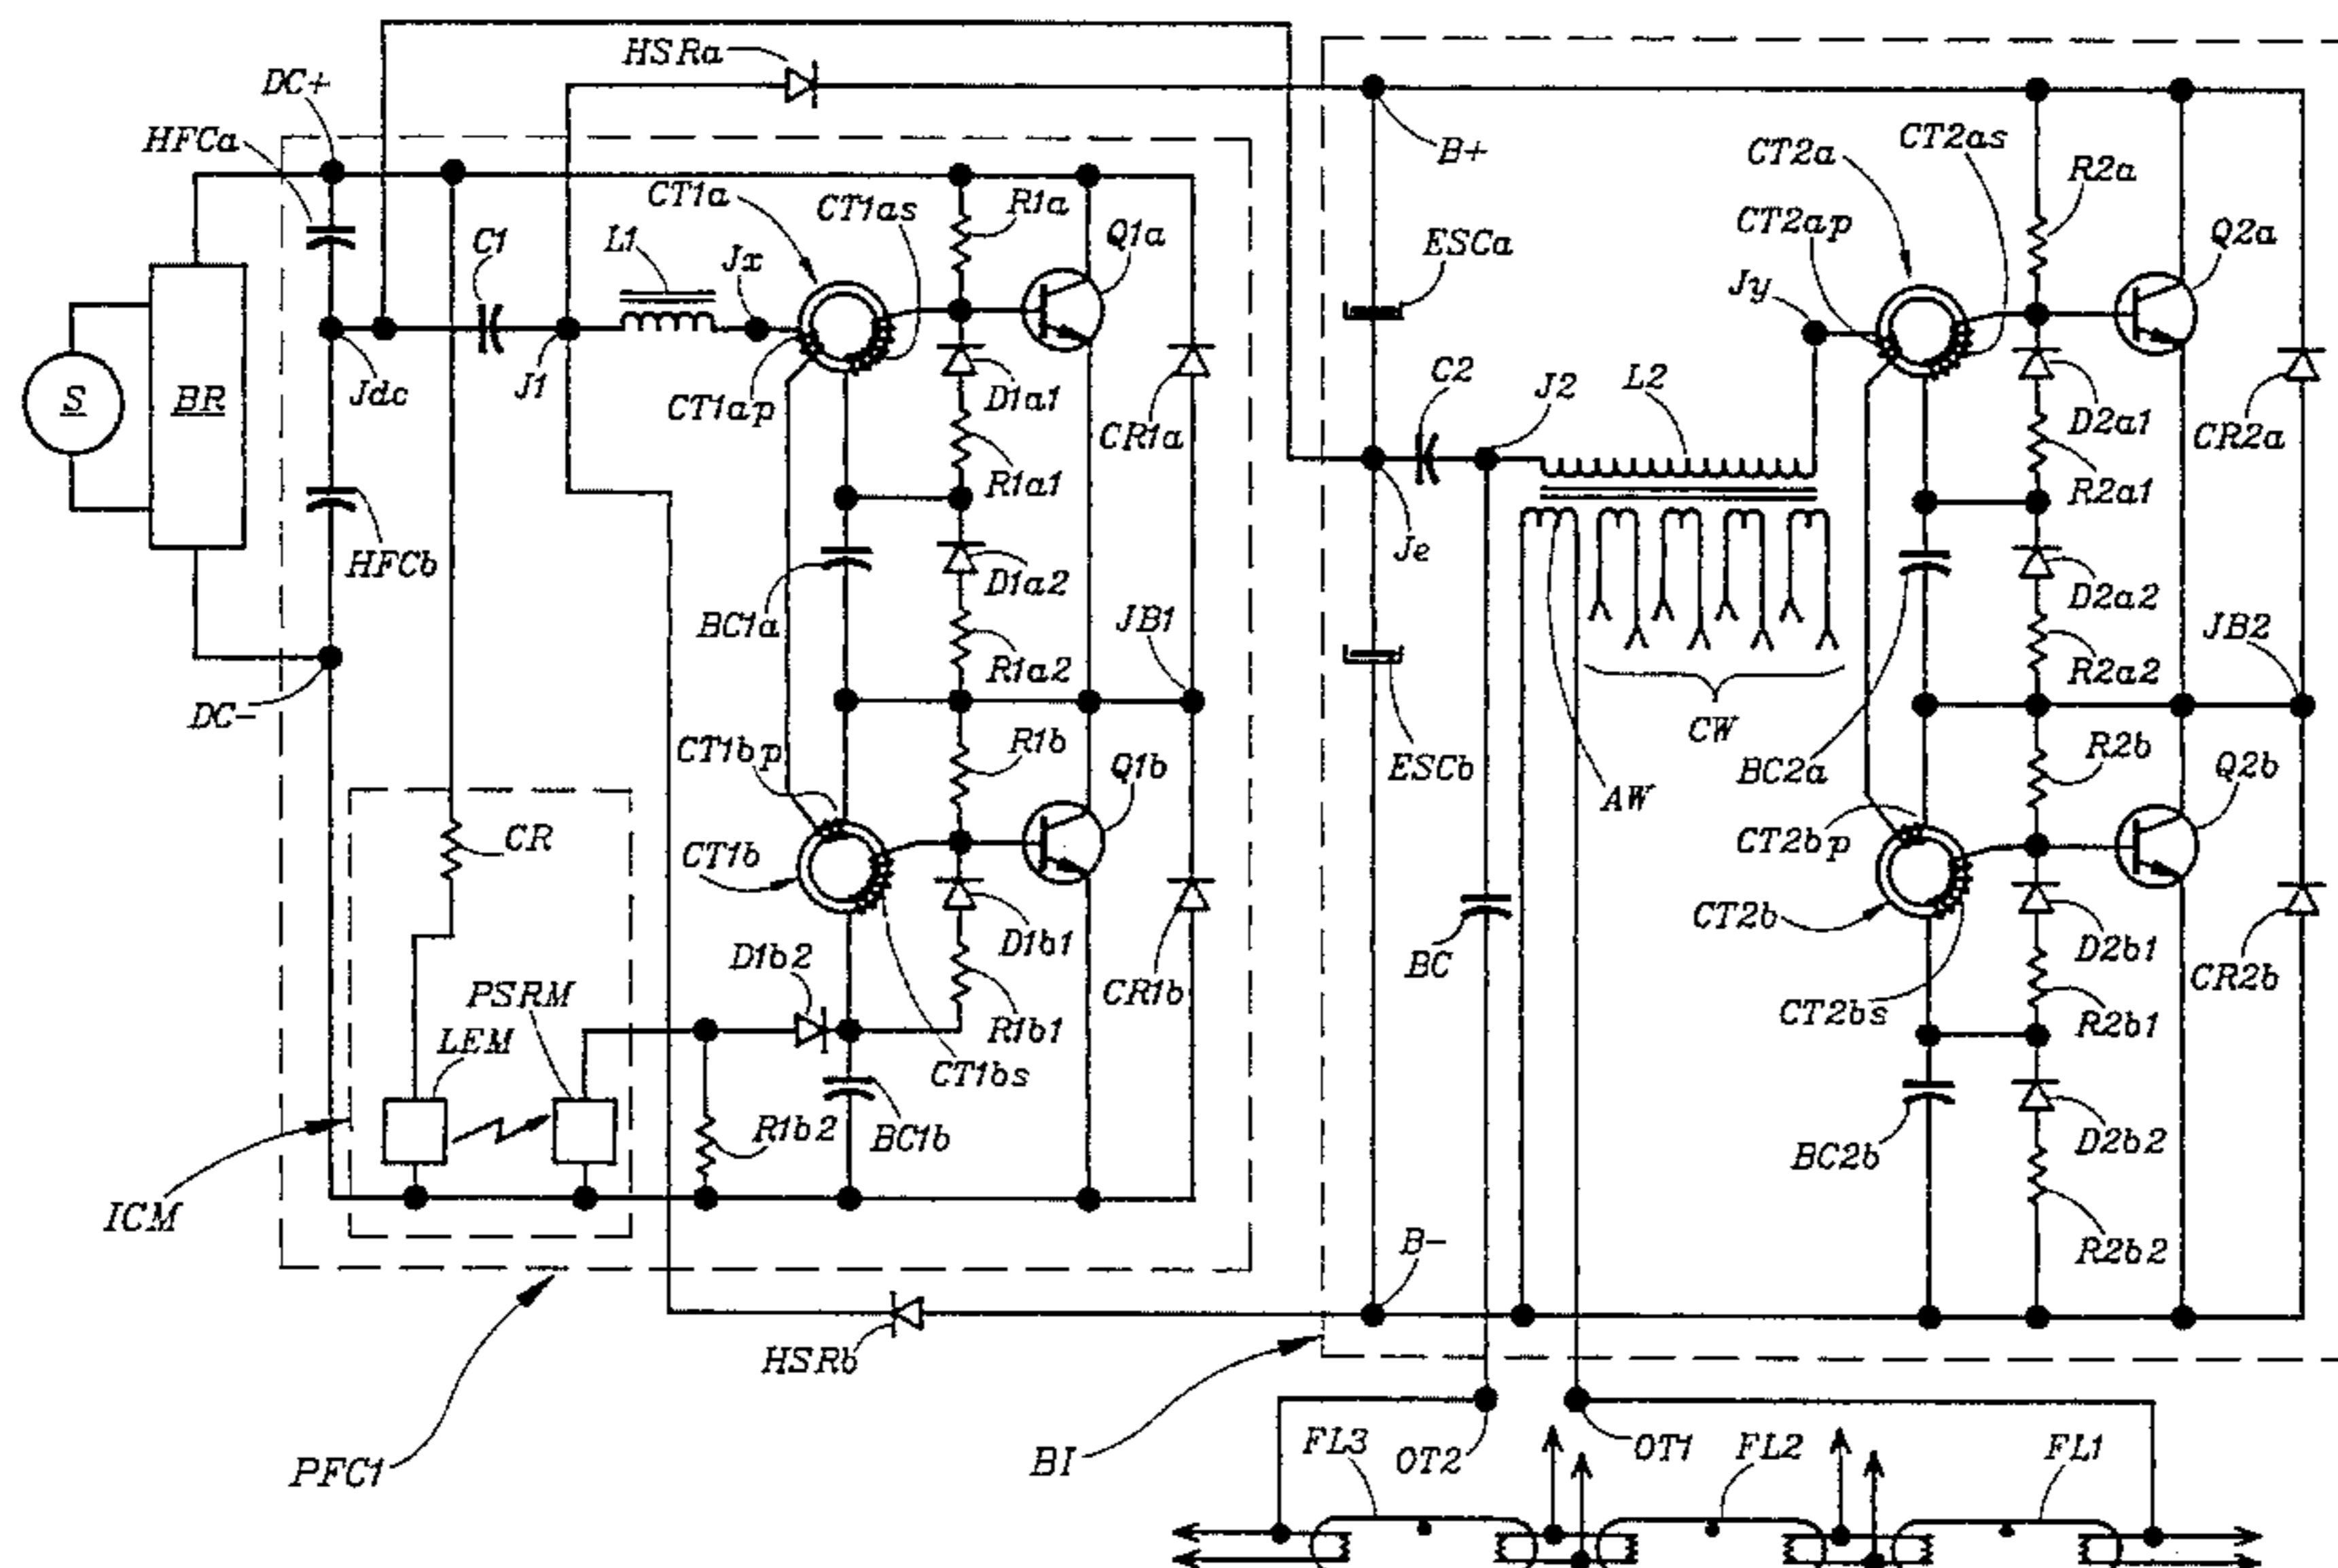 HSRa
DC+
HFCa
B+
CT2a
CT2as
R2a
CT1a
CT1as
R1a
CT2ap
Q2a
C1
L1
Jx
Q1a
ESCa
Jy
S
BR
Jdc
J1
CT1ap
D1a1
CR1a
C2
J2
L2
D2a1
CR2a
R1a1
R2a1
HFCb
Je
BC1a
D1a2
JB1
D2a2
JB2
R1a2
R2a2
DC-
CW
CT1bp
R1b
Q1b
ESCb
AW
BC2a
R2b
Q2b
CR
CT1b
CT2bp
D1b2
D1b1
CR1b
BC
CT2b
D2b1
CR2b
LEM
PSRM
R1b1
CT2bs
R2b1
CT1bs
R1b2
BC1b
BC2b
D2b2
ICM
B-
R2b2
HSRb
PFC1
BI
FL3
OT2
OT1
FL2
FL1